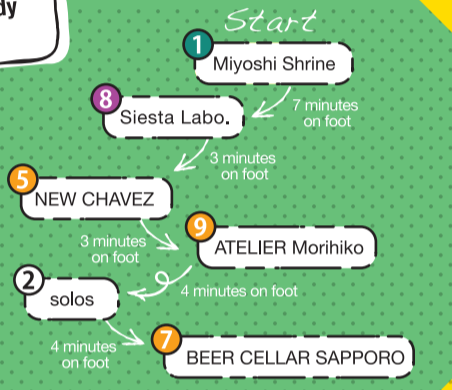 dy
Start
1
Miyoshi Shrine
7 minutes
on foot
8
Siesta Labo.
3 minutes
on foot
5
NEW CHAVEZ
3 minutes
on foot
9
ATELIER Morihiko
4 minutes on foot
2
solos
4 minutes
on foot
7
BEER CELLAR SAPPORO